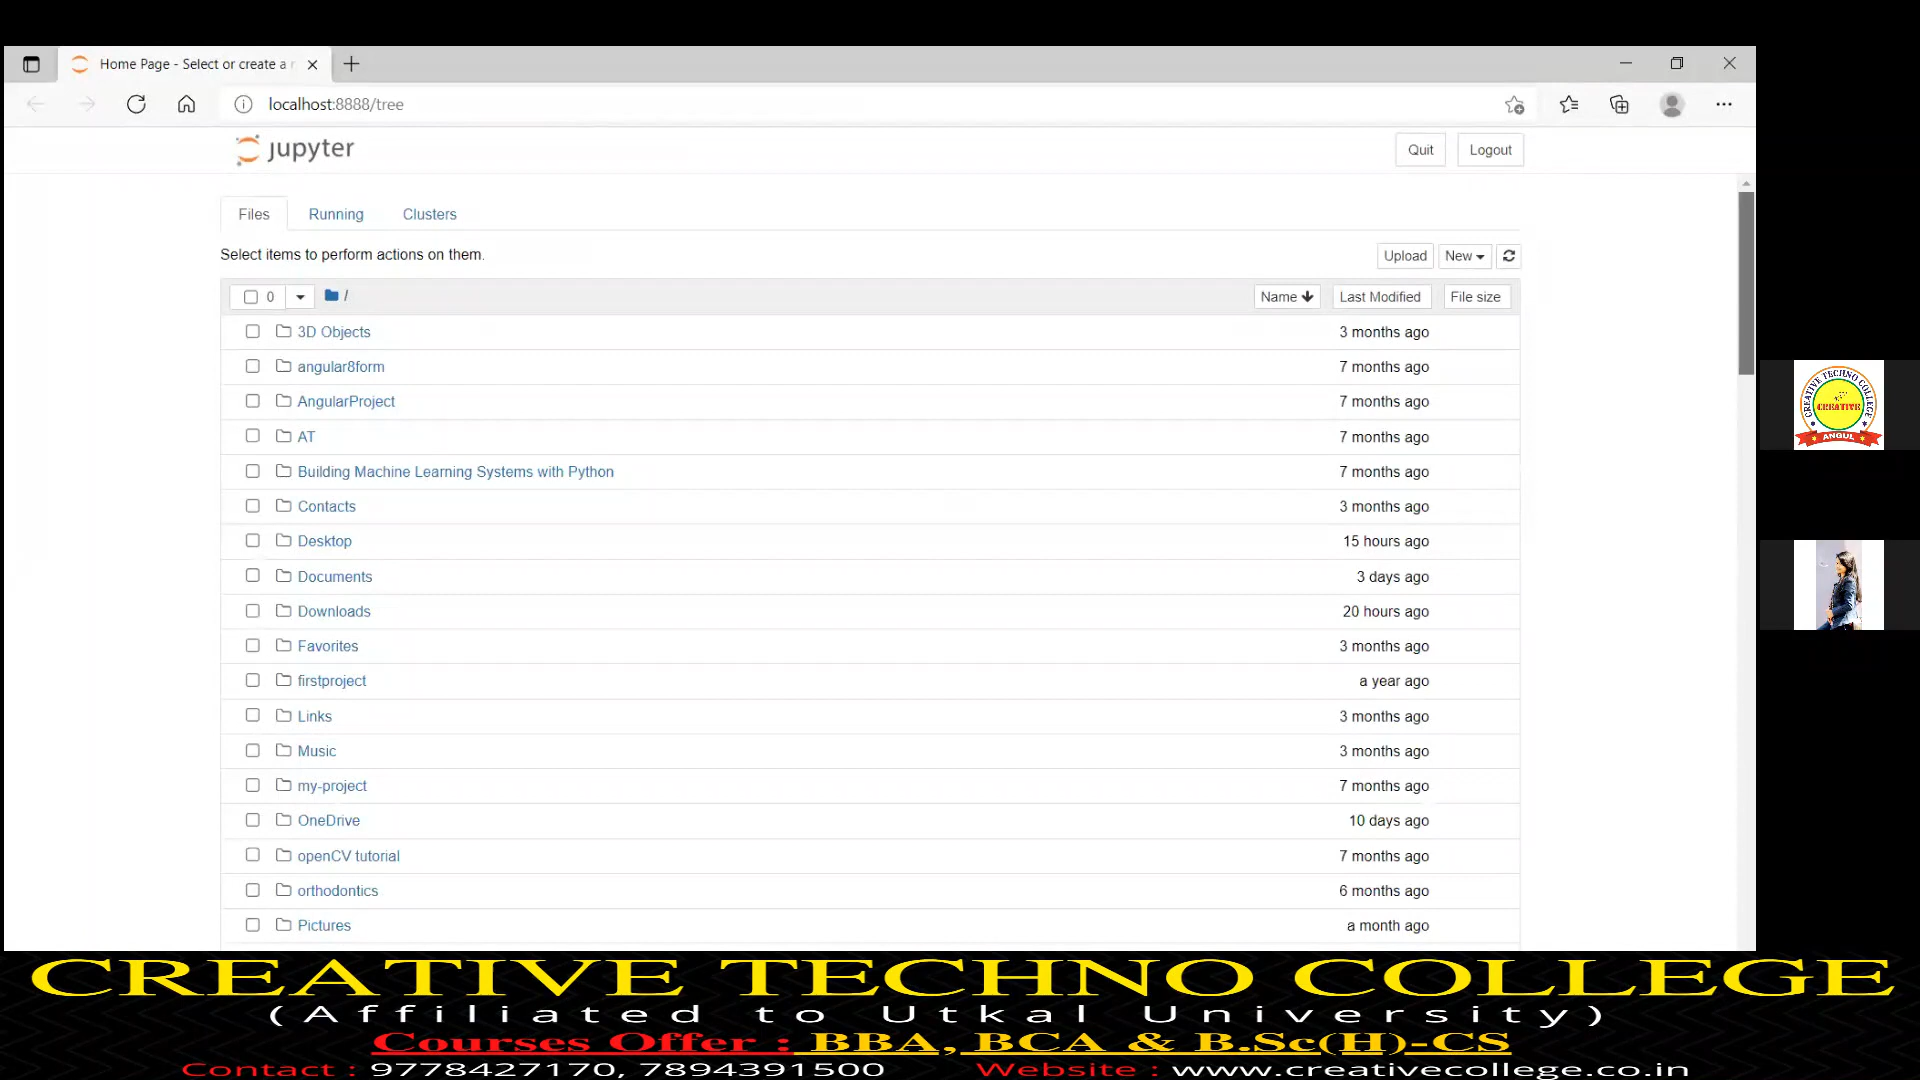 Home Page - Select or create a n
localhost:8888/tree
jupyter
Quit Logout
Files Running Clusters
Select items to perform actions on them.
Upload New
0 / Name Last Modified File size
3D Objects 3 months ago
angular8form 7 months ago
AngularProject 7 months ago
AT 7 months ago
Building Machine Learning Systems with Python 7 months ago
Contacts 3 months ago
Desktop 15 hours ago
Documents 3 days ago
Downloads 20 hours ago
Favorites 3 months ago
firstproject a year ago
Links 3 months ago
Music 3 months ago
my-project 7 months ago
OneDrive 10 days ago
openCV tutorial 7 months ago
orthodontics 6 months ago
Pictures a month ago
CREATIVE TECHNO COLLEGE
CREATIVE
ANGUL
CREATIVE TECHNO COLLEGE
(Affiliated to Utkal University)
Courses Offer : BBA, BCA & B.Sc(H)-CS
Contact : 9778427170, 7894391500 Website : www.creativecollege.co.in